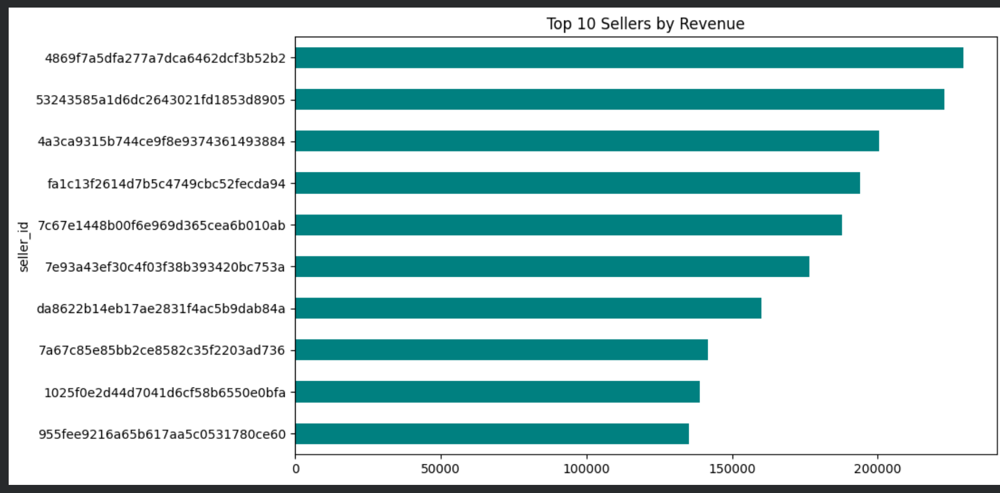 Top 10 Sellers by Revenue
seller_id
4869f7a5dfa277a7dca6462dcf3b52b2
53243585a1d6dc2643021fd1853d8905
4a3ca9315b744ce9f8e9374361493884
fa1c13f2614d7b5c4749cbc52fecda94
7c67e1448b00f6e969d365cea6b010ab
7e93a43ef30c4f03f38b393420bc753a
da8622b14eb17ae2831f4ac5b9dab84a
7a67c85e85bb2ce8582c35f2203ad736
1025f0e2d44d7041d6cf58b6550e0bfa
955fee9216a65b617aa5c0531780ce60
0 50000 100000 150000 200000